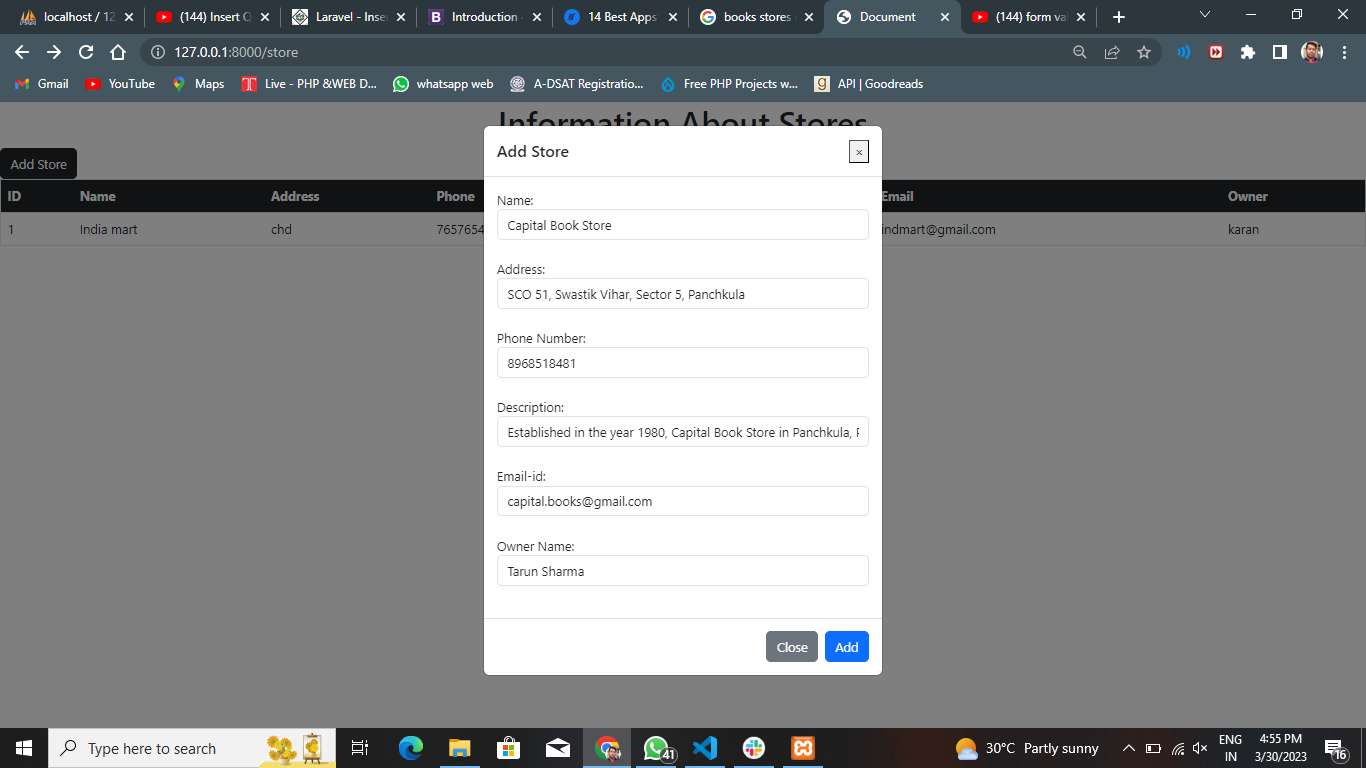 localhost / 12
(144) Insert Q
Laravel - Inse
Introduction
14 Best Apps
books stores
Document
(144) form val
127.0.0.1:8000/store
Gmail
YouTube
Maps
Live - PHP &WEB D...
whatsapp web
A-DSAT Registratio...
Free PHP Projects w...
API | Goodreads
Information About Stores
Add Store
ID Name Address Phone Email Owner
1 India mart chd 7657654 indmart@gmail.com karan
Add Store
×
Name:
Capital Book Store
Address:
SCO 51, Swastik Vihar, Sector 5, Panchkula
Phone Number:
8968518481
Description:
Established in the year 1980, Capital Book Store in Panchkula,
Email-id:
capital.books@gmail.com
Owner Name:
Tarun Sharma
Close Add
Type here to search
41
30°C Partly sunny
ENG
IN
4:55 PM
3/30/2023
16